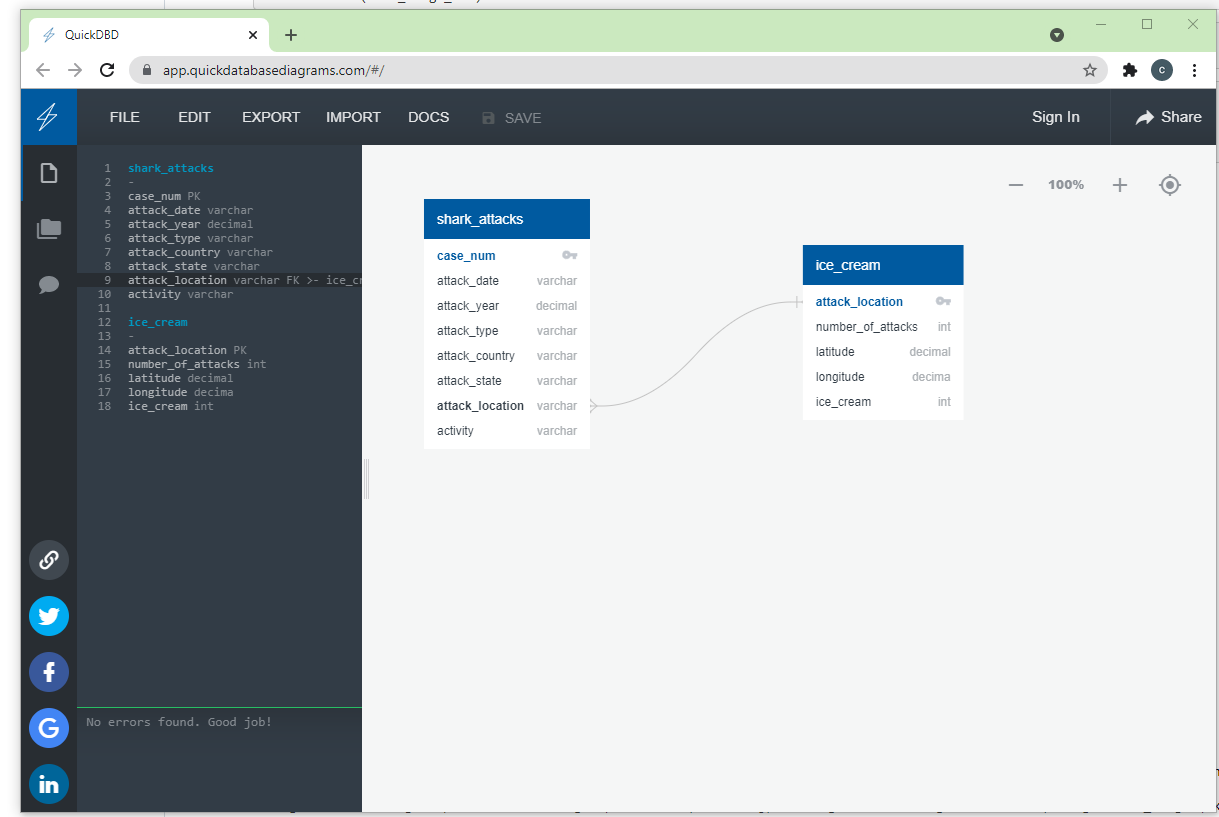 QuickDBD
app.quickdatabasediagrams.com/#/
c
FILE EDIT EXPORT IMPORT DOCS SAVE Sign In Share
1 shark_attacks
2 -
3 case_num PK
4 attack_date varchar
5 attack_year decimal
6 attack_type varchar
7 attack_country varchar
8 attack_state varchar
9 attack_location varchar FK >- ice_cr
10 activity varchar
11
12 ice_cream
13 -
14 attack_location PK
15 number_of_attacks int
16 latitude decimal
17 longitude decima
18 ice_cream int
No errors found. Good job!
100%
shark_attacks
case_num
attack_date varchar
attack_year decimal
attack_type varchar
attack_country varchar
attack_state varchar
attack_location varchar
activity varchar
ice_cream
attack_location
number_of_attacks int
latitude decimal
longitude decima
ice_cream int
f
G
in